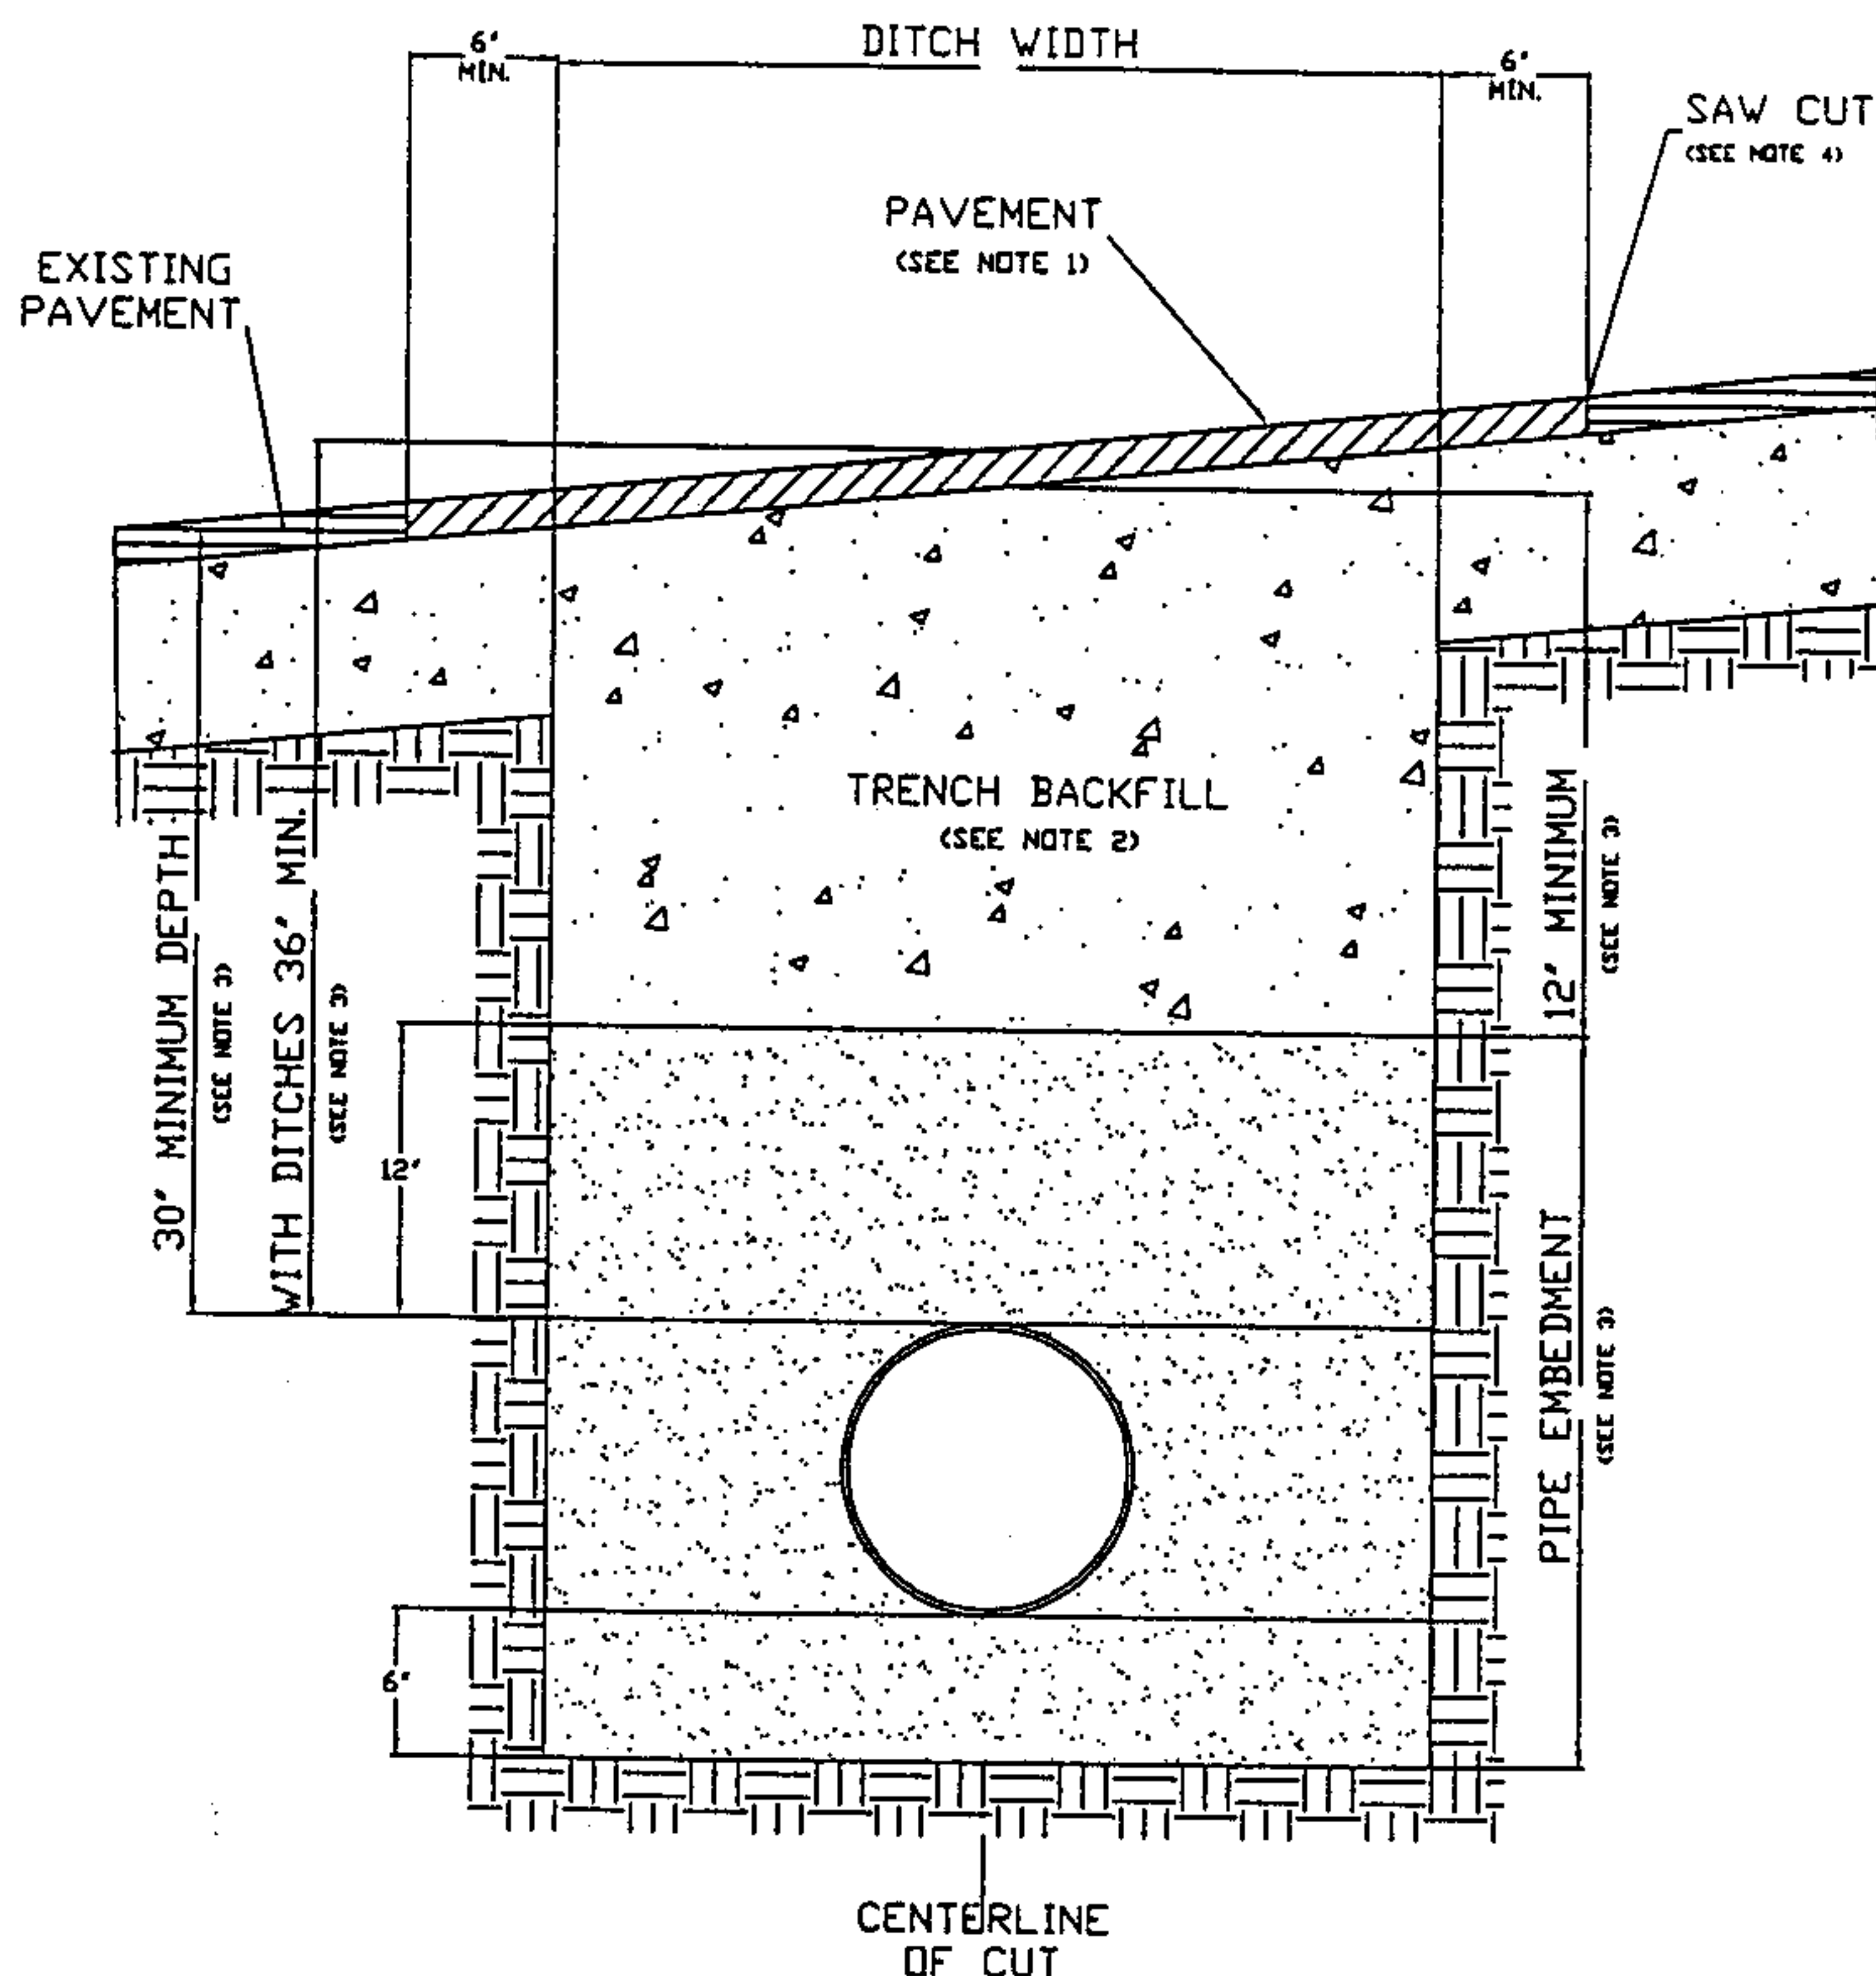 6"
MIN.
DITCH WIDTH
6"
MIN.
SAW CUT
(SEE NOTE 4)
PAVEMENT
(SEE NOTE 1)
EXISTING
PAVEMENT
TRENCH BACKFILL
(SEE NOTE 2)
30" MINIMUM DEPTH
(SEE NOTE 3)
WITH DITCHES 36" MIN.
(SEE NOTE 3)
12" MINIMUM
(SEE NOTE 3)
12"
PIPE EMBEDMENT
(SEE NOTE 3)
6"
CENTERLINE
OF CUT